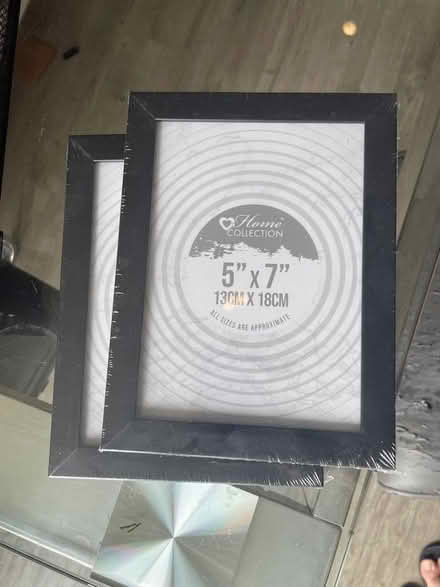 Home
COLLECTION
5" x 7"
13CM X 18CM
ALL SIZES ARE APPROXIMATE